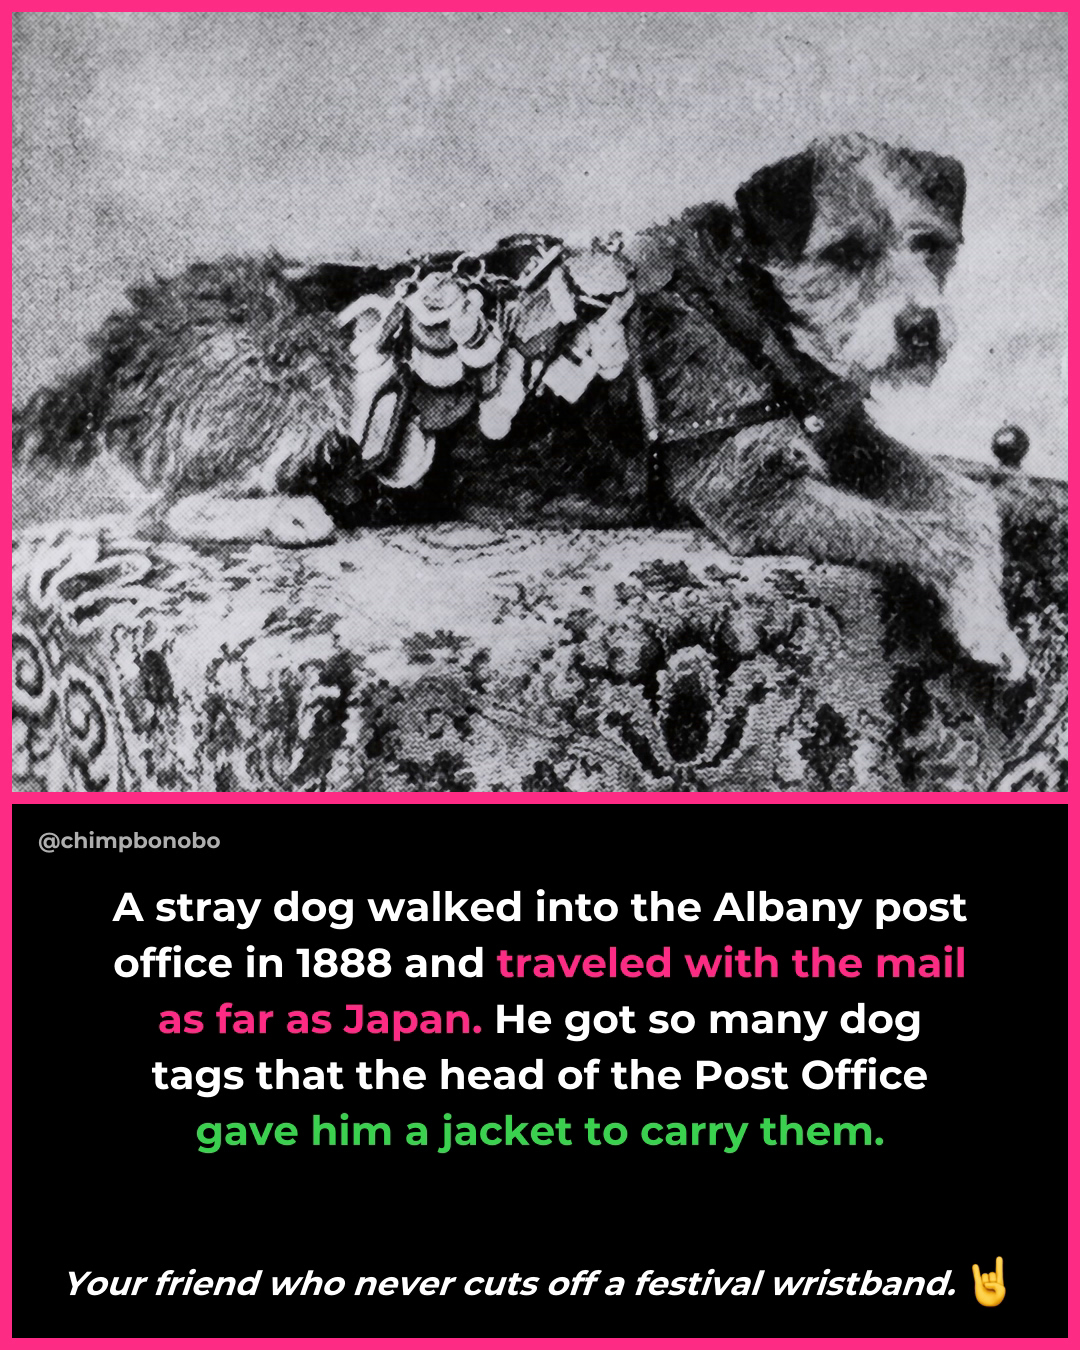 @chimpbonobo
A stray dog walked into the Albany post
office in 1888 and traveled with the mail
as far as Japan. He got so many dog
tags that the head of the Post Office
gave him a jacket to carry them.
Your friend who never cuts off a festival wristband. 🤘